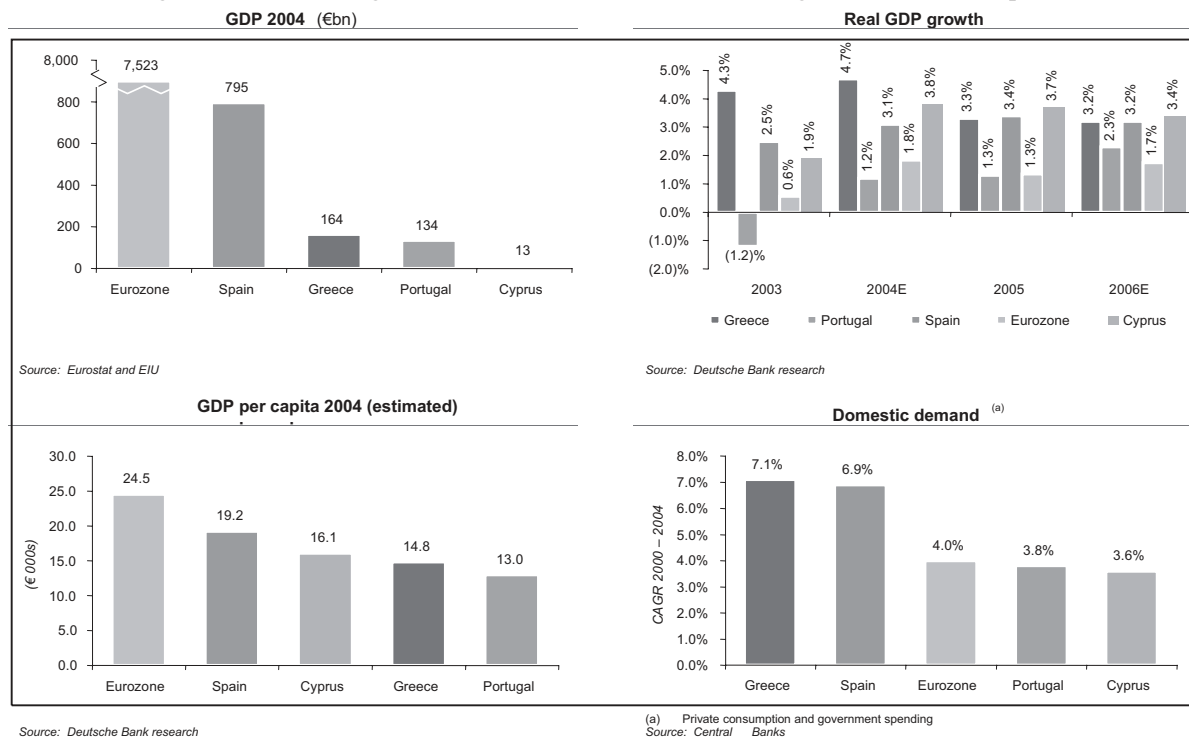 GDP 2004 (€bn)
8,000
800
600
400
200
0
7,523
795
164
134
13
Eurozone
Spain
Greece
Portugal
Cyprus
Source: Eurostat and EIU
Real GDP growth
5.0%
4.0%
3.0%
2.0%
1.0%
0.0%
(1.0)%
(2.0)%
4.3%
(1.2)%
2.5%
0.6%
1.9%
4.7%
1.2%
3.1%
1.8%
3.8%
3.3%
1.3%
3.4%
1.3%
3.7%
3.2%
2.3%
3.2%
1.7%
3.4%
2003
2004E
2005
2006E
Greece
Portugal
Spain
Eurozone
Cyprus
Source: Deutsche Bank research
GDP per capita 2004 (estimated)
(€ 000s)
30.0
25.0
20.0
15.0
10.0
5.0
0.0
24.5
19.2
16.1
14.8
13.0
Eurozone
Spain
Cyprus
Greece
Portugal
Source: Deutsche Bank research
Domestic demand (a)
CAGR 2000 – 2004
8.0%
7.0%
6.0%
5.0%
4.0%
3.0%
2.0%
1.0%
0.0%
7.1%
6.9%
4.0%
3.8%
3.6%
Greece
Spain
Eurozone
Portugal
Cyprus
(a) Private consumption and government spending
Source: Central Banks